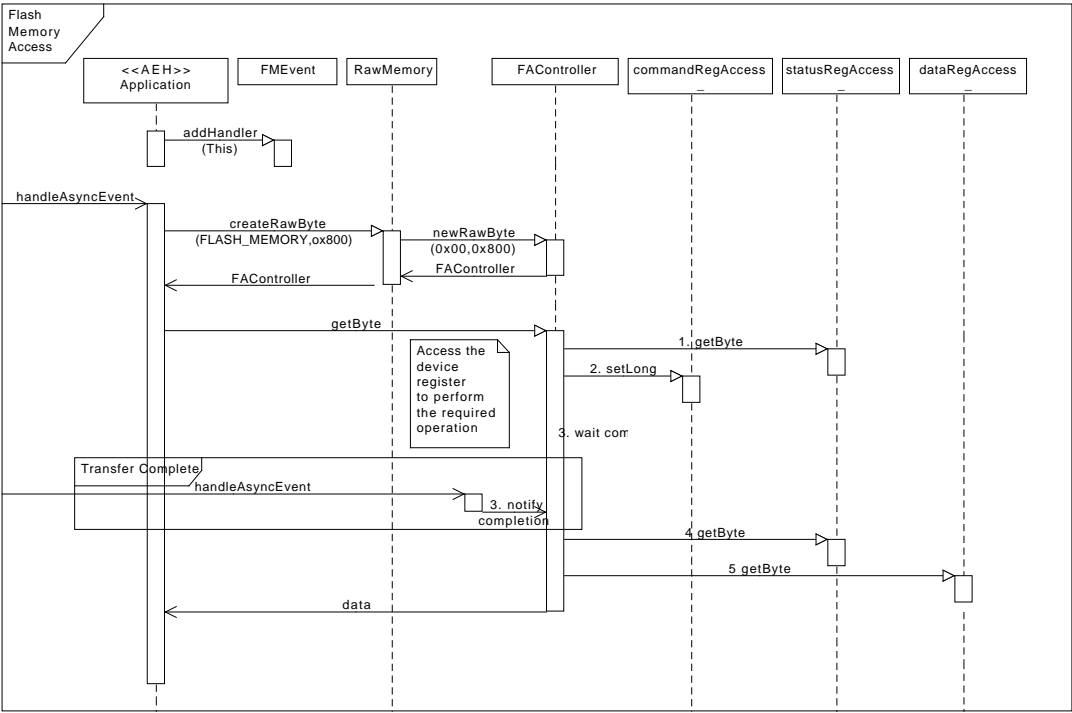 Flash
Memory
Access
<<AEH>>
Application
FMEvent
RawMemory
FAController
commandRegAccess
_
statusRegAccess
_
dataRegAccess
_
addHandler
(This)
handleAsyncEvent
createRawByte
(FLASH_MEMORY,ox800)
newRawByte
(0x00,0x800)
FAController
FAController
getByte
Access the
device
register
to perform
the required
operation
1. getByte
2. setLong
3. wait com
Transfer Complete
handleAsyncEvent
3. notify
completion
4 getByte
5 getByte
data